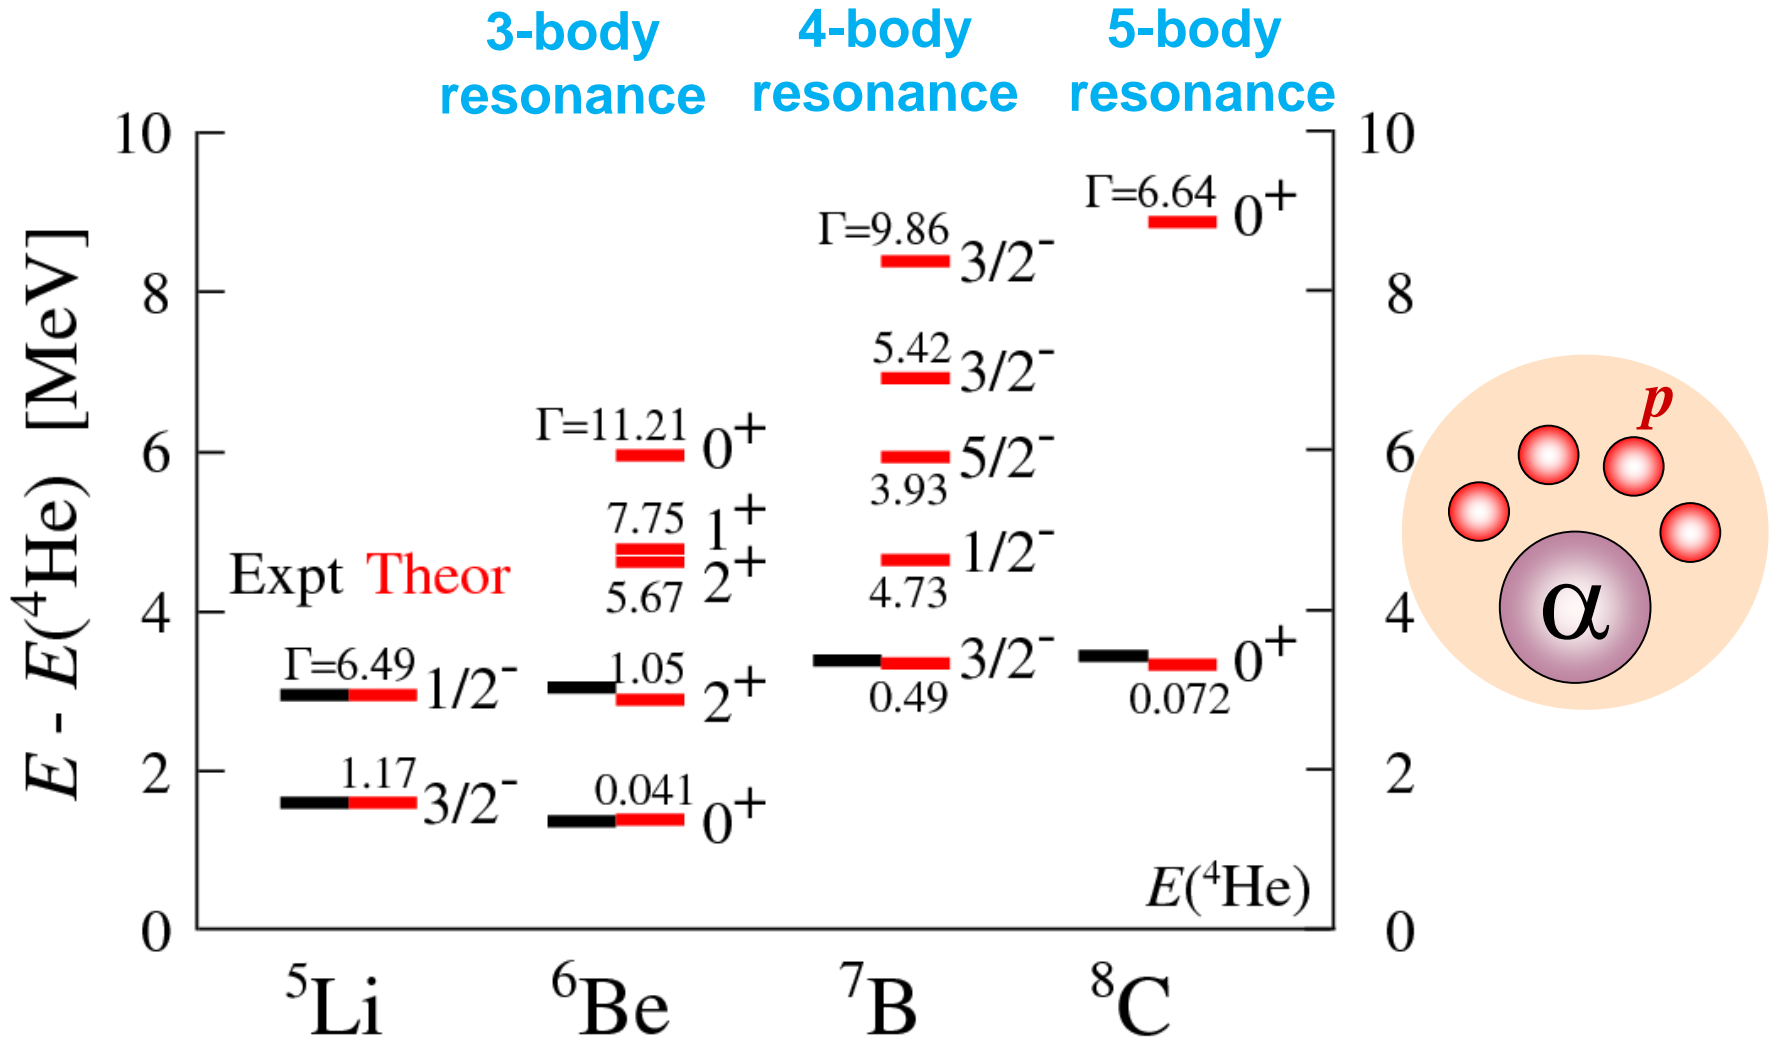 3-body 4-body 5-body
resonance resonance resonance
10 10
Γ=6.64 0⁺
Γ=9.86 3/2⁻
8 8
5.42 3/2⁻
p
Γ=11.21 0⁺
6 5/2⁻ 6
3.93
7.75 1⁺
1/2⁻
Expt Theor 2⁺
5.67 4.73
4 4
α
Γ=6.49 1/2⁻
1.05 2⁺
3/2⁻ 0⁺
0.49 0.072
2 2
1.17 3/2⁻
0.041 0⁺
E(⁴He)
0 0
E - E(⁴He) [MeV]
⁵Li ⁶Be ⁷B ⁸C